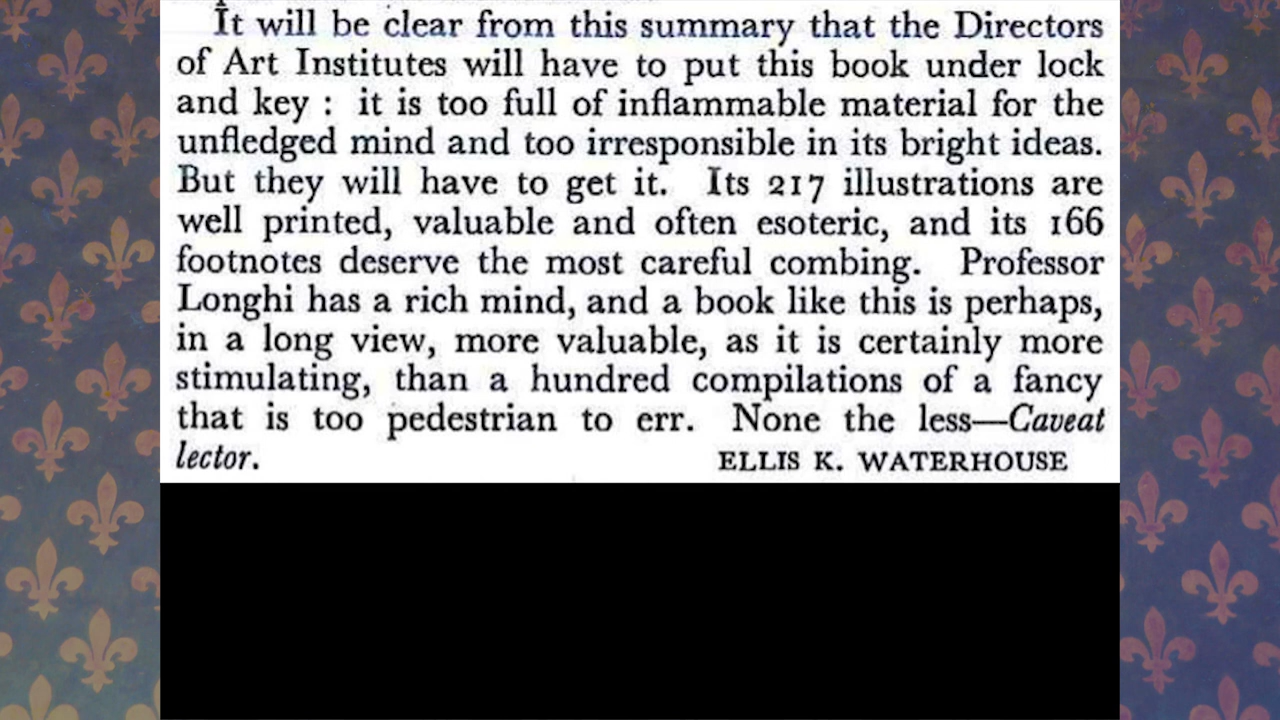 It will be clear from this summary that the Directors
of Art Institutes will have to put this book under lock
and key : it is too full of inflammable material for the
unfledged mind and too irresponsible in its bright ideas.
But they will have to get it. Its 217 illustrations are
well printed, valuable and often esoteric, and its 166
footnotes deserve the most careful combing. Professor
Longhi has a rich mind, and a book like this is perhaps,
in a long view, more valuable, as it is certainly more
stimulating, than a hundred compilations of a fancy
that is too pedestrian to err. None the less—Caveat
lector. ELLIS K. WATERHOUSE